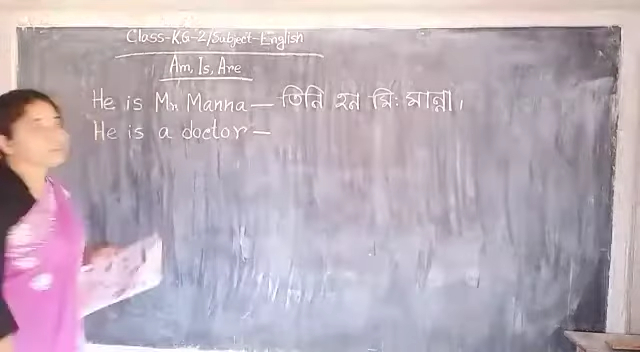 Class-KG-2/Subject-English
Am, Is, Are
He is Mr Manna — তিনি হন মি: মান্না।
He is a doctor —